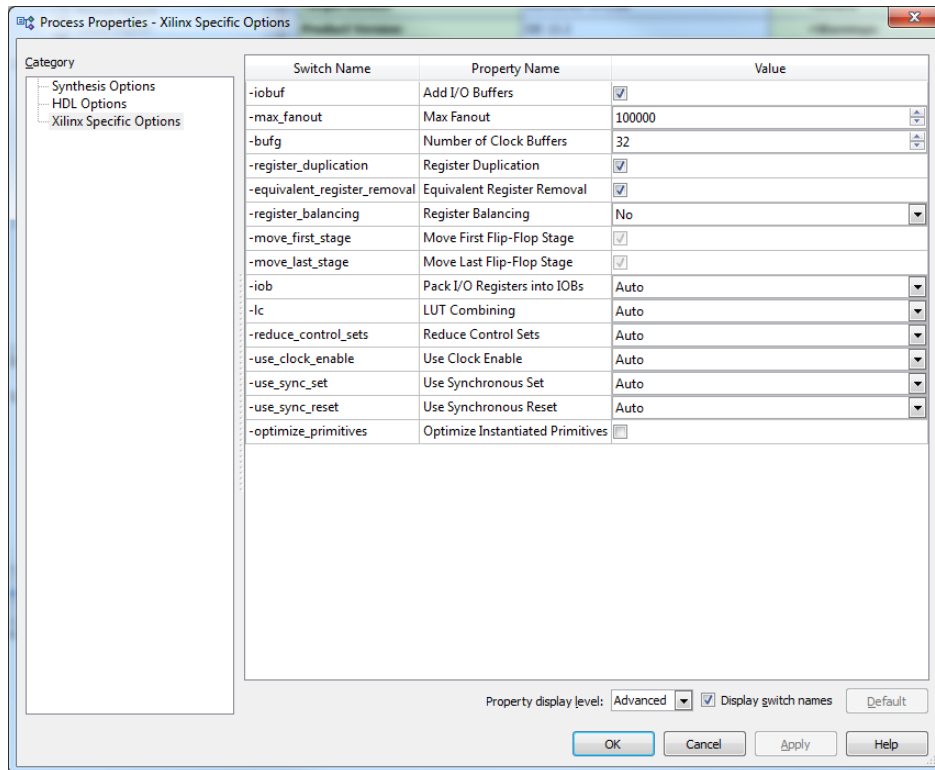 Process Properties - Xilinx Specific Options
Category
Synthesis Options
HDL Options
Xilinx Specific Options
Switch Name Property Name Value
-iobuf Add I/O Buffers
-max_fanout Max Fanout 100000
-bufg Number of Clock Buffers 32
-register_duplication Register Duplication
-equivalent_register_removal Equivalent Register Removal
-register_balancing Register Balancing No
-move_first_stage Move First Flip-Flop Stage
-move_last_stage Move Last Flip-Flop Stage
-iob Pack I/O Registers into IOBs Auto
-lc LUT Combining Auto
-reduce_control_sets Reduce Control Sets Auto
-use_clock_enable Use Clock Enable Auto
-use_sync_set Use Synchronous Set Auto
-use_sync_reset Use Synchronous Reset Auto
-optimize_primitives Optimize Instantiated Primitives
Property display level: Advanced Display switch names Default
OK Cancel Apply Help